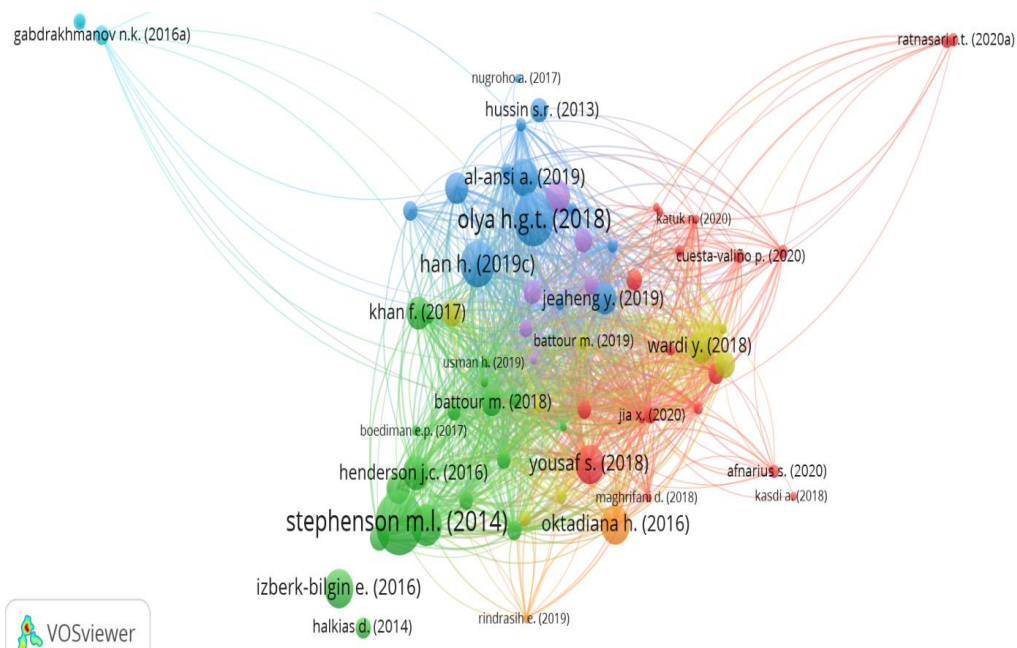 gabdrakhmanov n.k. (2016a)
ratnasari r.t. (2020a)
nugroho a. (2017)
hussin s.r. (2013)
al-ansi a. (2019)
olya h.g.t. (2018)
katuk n. (2020)
cuesta-valiño p. (2020)
han h. (2019c)
jeaheng y. (2019)
khan f. (2017)
battour m. (2019)
wardi y. (2018)
usman h. (2019)
battour m. (2018)
jia x. (2020)
boediman e.p. (2017)
henderson j.c. (2016)
yousaf s. (2018)
afnarius s. (2020)
maghrifani d. (2018)
kasdi a. (2018)
stephenson m.l. (2014)
oktadiana h. (2016)
izberk-bilgin e. (2016)
rindrasih e. (2019)
halkias d. (2014)
VOSviewer